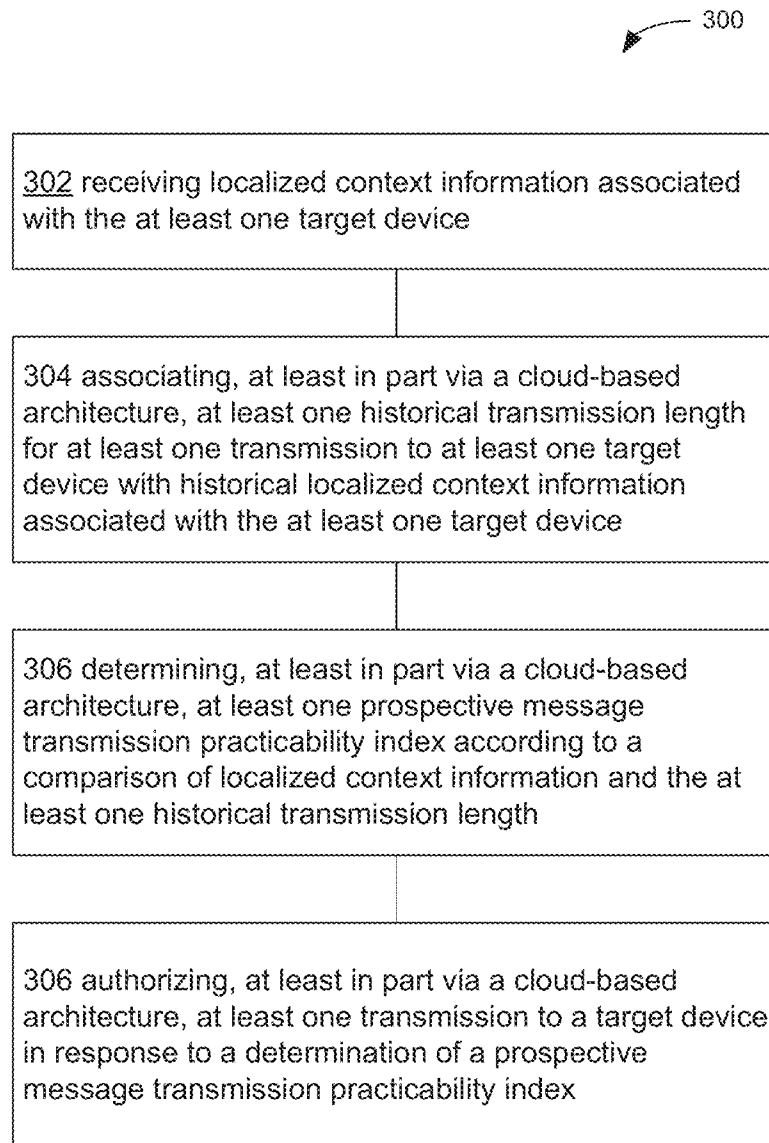 300
302 receiving localized context information associated
with the at least one target device
304 associating, at least in part via a cloud-based
architecture, at least one historical transmission length
for at least one transmission to at least one target
device with historical localized context information
associated with the at least one target device
306 determining, at least in part via a cloud-based
architecture, at least one prospective message
transmission practicability index according to a
comparison of localized context information and the at
least one historical transmission length
306 authorizing, at least in part via a cloud-based
architecture, at least one transmission to a target device
in response to a determination of a prospective
message transmission practicability index